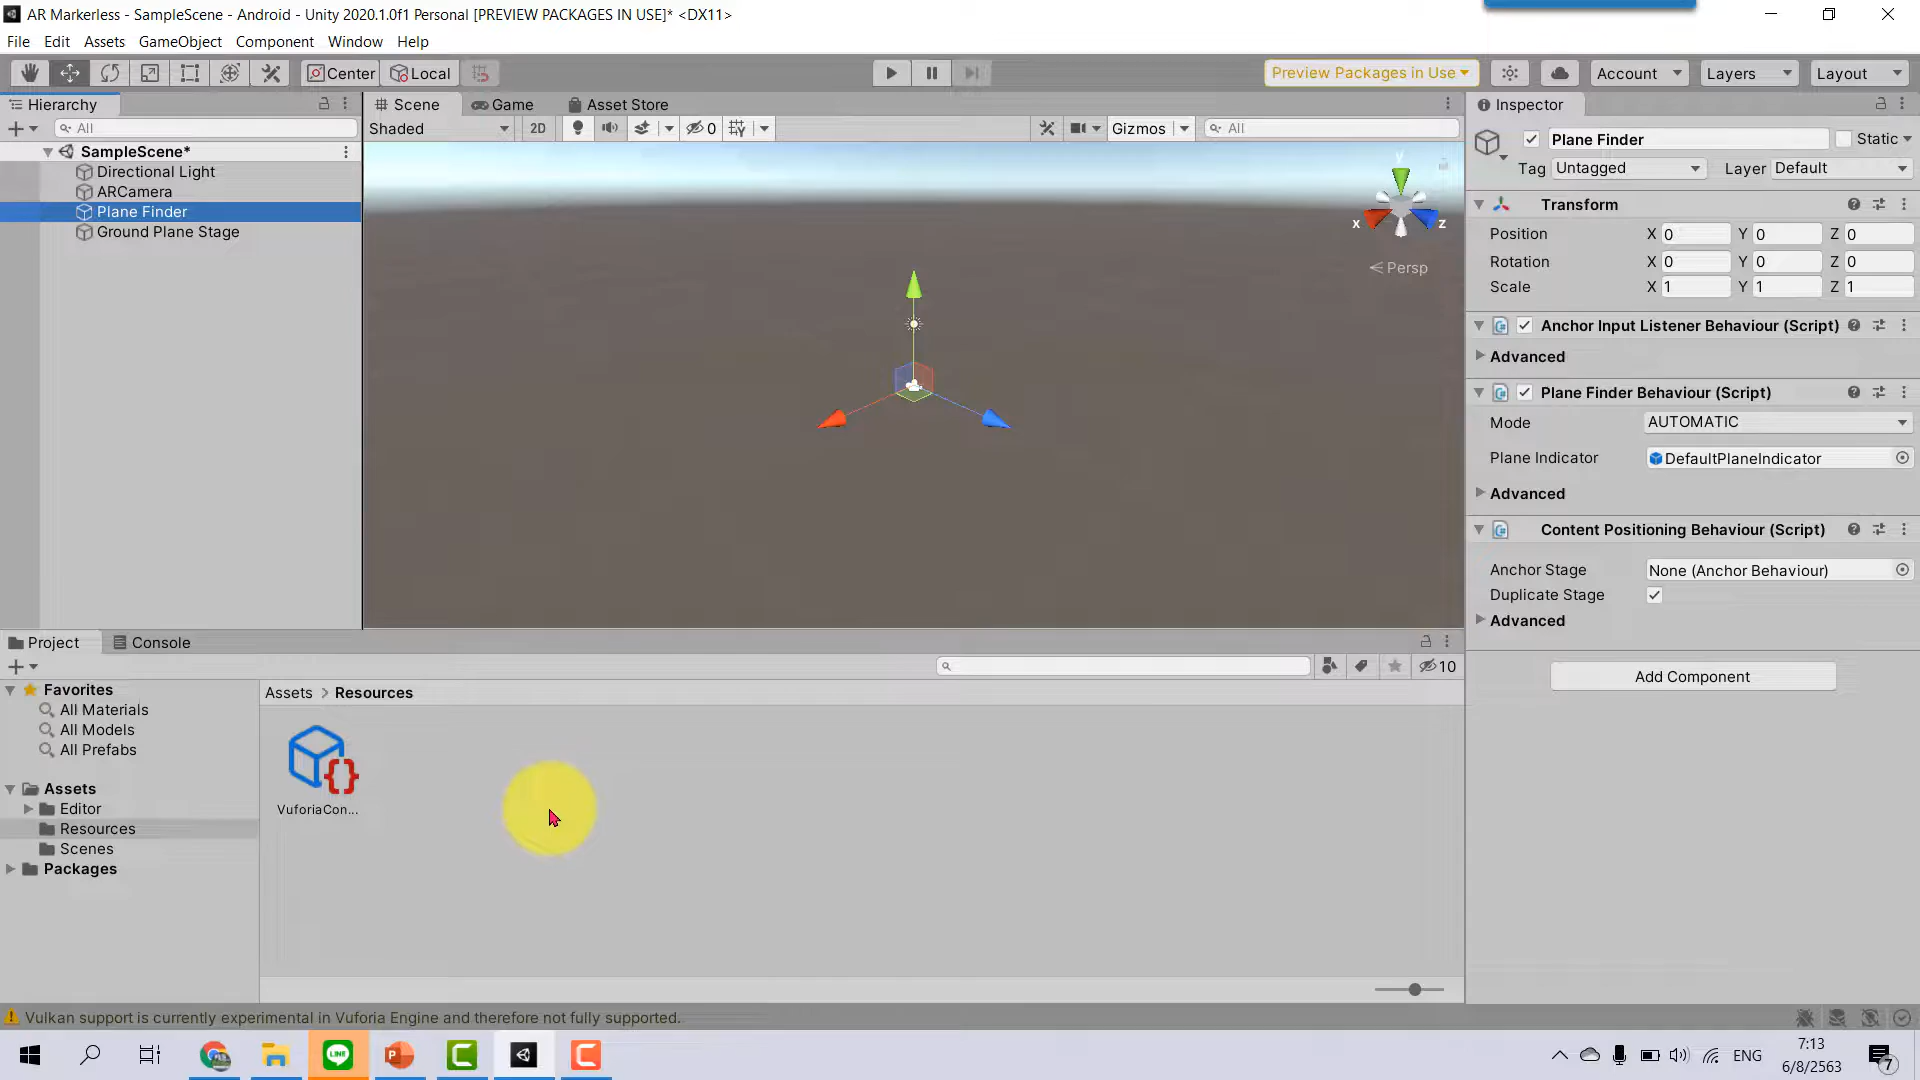 AR Markerless - SampleScene - Android - Unity 2020.1.0f1 Personal [PREVIEW PACKAGES IN USE]* <DX11>
File Edit Assets GameObject Component Window Help
Center Local Preview Packages in Use Account Layers Layout
Hierarchy
All
SampleScene*
Directional Light
ARCamera
Plane Finder
Ground Plane Stage
Scene Game Asset Store
Shaded 2D 0 Gizmos All
y
x z
Persp
Inspector
Plane Finder Static
Tag Untagged Layer Default
Transform
Position X 0 Y 0 Z 0
Rotation X 0 Y 0 Z 0
Scale X 1 Y 1 Z 1
Anchor Input Listener Behaviour (Script)
Advanced
Plane Finder Behaviour (Script)
Mode AUTOMATIC
Plane Indicator DefaultPlaneIndicator
Advanced
Content Positioning Behaviour (Script)
Anchor Stage None (Anchor Behaviour)
Duplicate Stage
Advanced
Add Component
Project Console
10
Favorites
All Materials
All Models
All Prefabs
Assets
Editor
Resources
Scenes
Packages
Assets > Resources
VuforiaCon...
Vulkan support is currently experimental in Vuforia Engine and therefore not fully supported.
LINE
ENG
7:13
6/8/2563
7